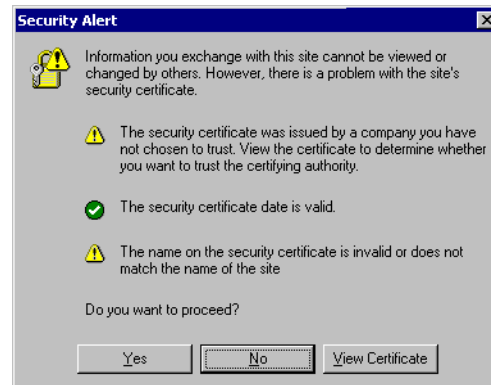 Security Alert
Information you exchange with this site cannot be viewed or
changed by others. However, there is a problem with the site's
security certificate.
The security certificate was issued by a company you have
not chosen to trust. View the certificate to determine whether
you want to trust the certifying authority.
The security certificate date is valid.
The name on the security certificate is invalid or does not
match the name of the site
Do you want to proceed?
Yes No View Certificate